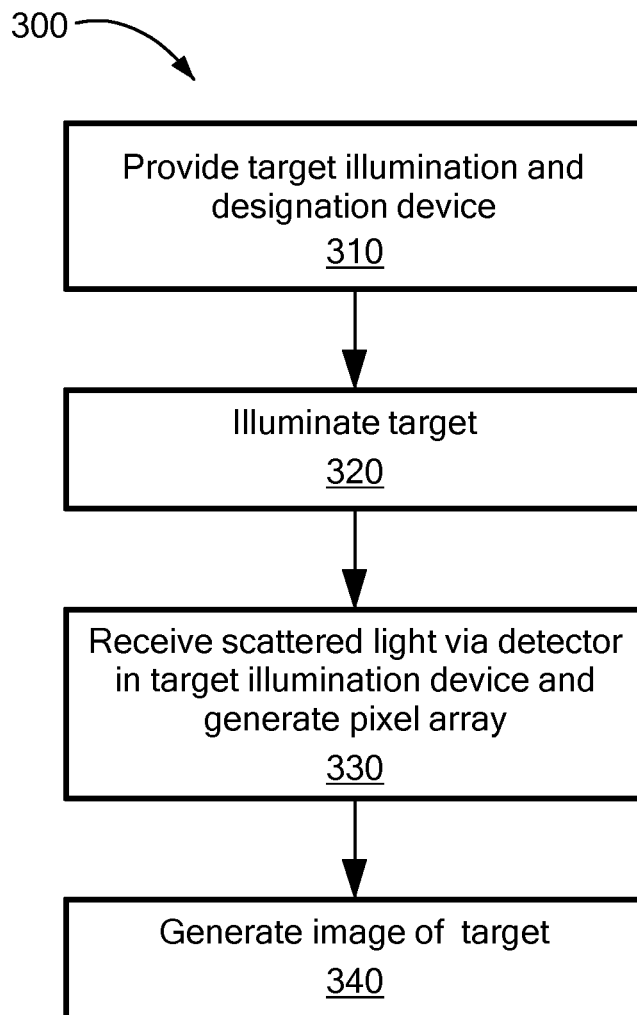 300
Provide target illumination and
designation device
310
Illuminate target
320
Receive scattered light via detector
in target illumination device and
generate pixel array
330
Generate image of target
340